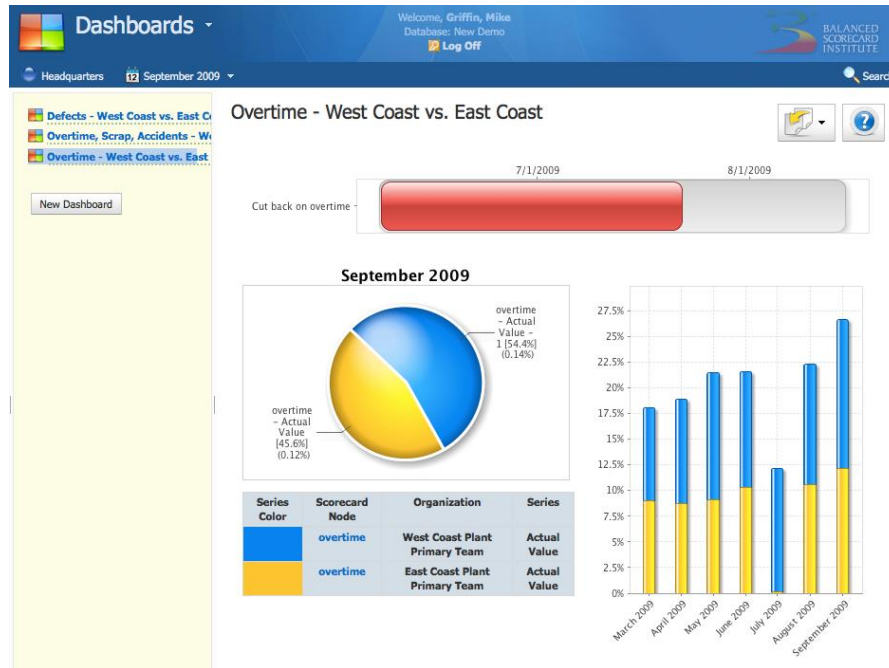 Dashboards
Welcome, Griffin, Mike
Database: New Demo
Log Off
BALANCED
SCORECARD
INSTITUTE
Headquarters
12 September 2009
Search
Defects - West Coast vs. East Co
Overtime, Scrap, Accidents - We
Overtime - West Coast vs. East
New Dashboard
Overtime - West Coast vs. East Coast
?
7/1/2009 8/1/2009
Cut back on overtime
September 2009
overtime
- Actual
Value -
1 [54.4%]
(0.14%)
overtime
- Actual
Value
[45.6%]
(0.12%)
Series Color Scorecard Node Organization Series
overtime West Coast Plant Primary Team Actual Value
overtime East Coast Plant Primary Team Actual Value
27.5%
25%
22.5%
20%
17.5%
15%
12.5%
10%
7.5%
5%
2.5%
0%
March 2009
April 2009
May 2009
June 2009
July 2009
August 2009
September 2009